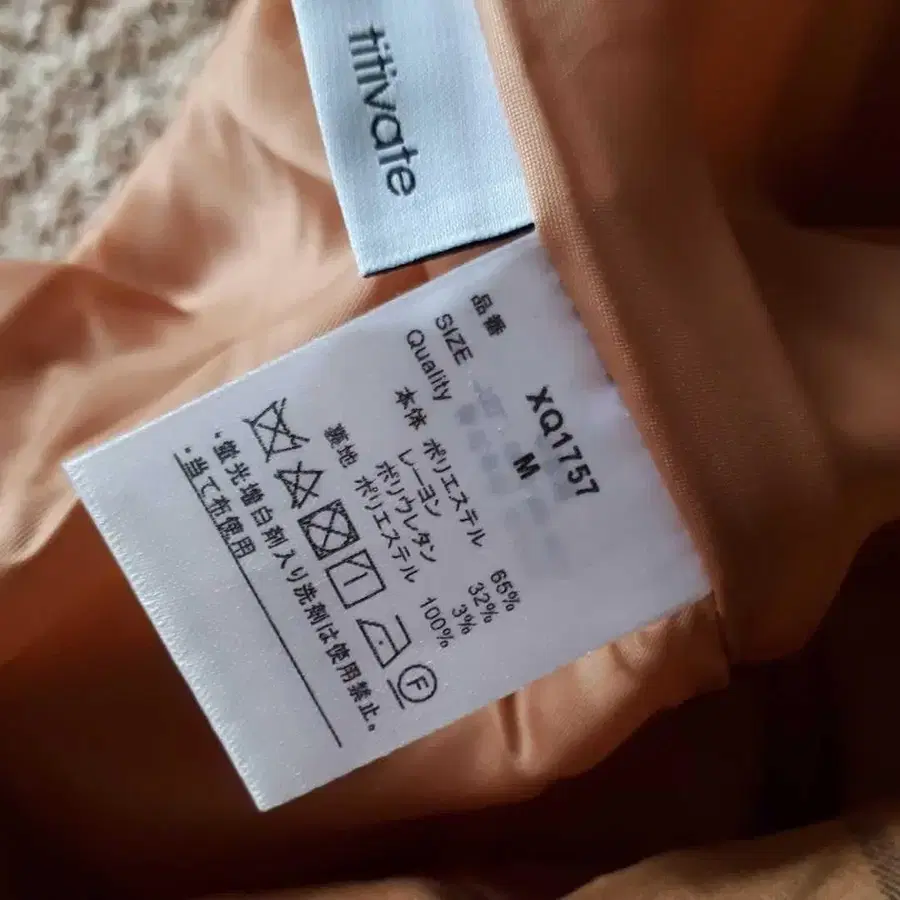 titivate
品番 XQ1757
SIZE M
Quality
本体 ポリエステル 65%
レーヨン 32%
ポリウレタン 3%
裏地 ポリエステル 100%
F
・蛍光増白剤入り洗剤は使用禁止。
・当て布使用